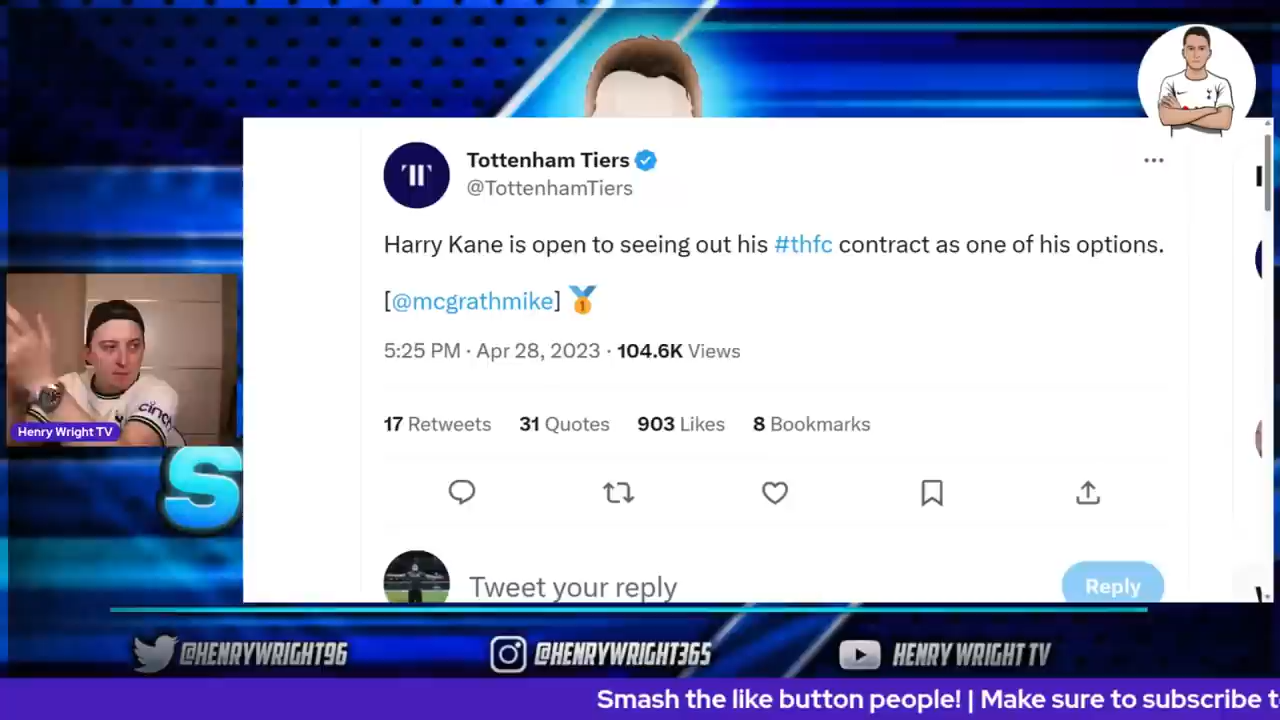 Tottenham Tiers
@TottenhamTiers
Harry Kane is open to seeing out his #thfc contract as one of his options.
[@mcgrathmike] 🥇
5:25 PM · Apr 28, 2023 · 104.6K Views
17 Retweets 31 Quotes 903 Likes 8 Bookmarks
Tweet your reply
Reply
cinch
Henry Wright TV
S
@HENRYWRIGHT96 @HENRYWRIGHT365 HENRY WRIGHT TV
Smash the like button people! | Make sure to subscribe t